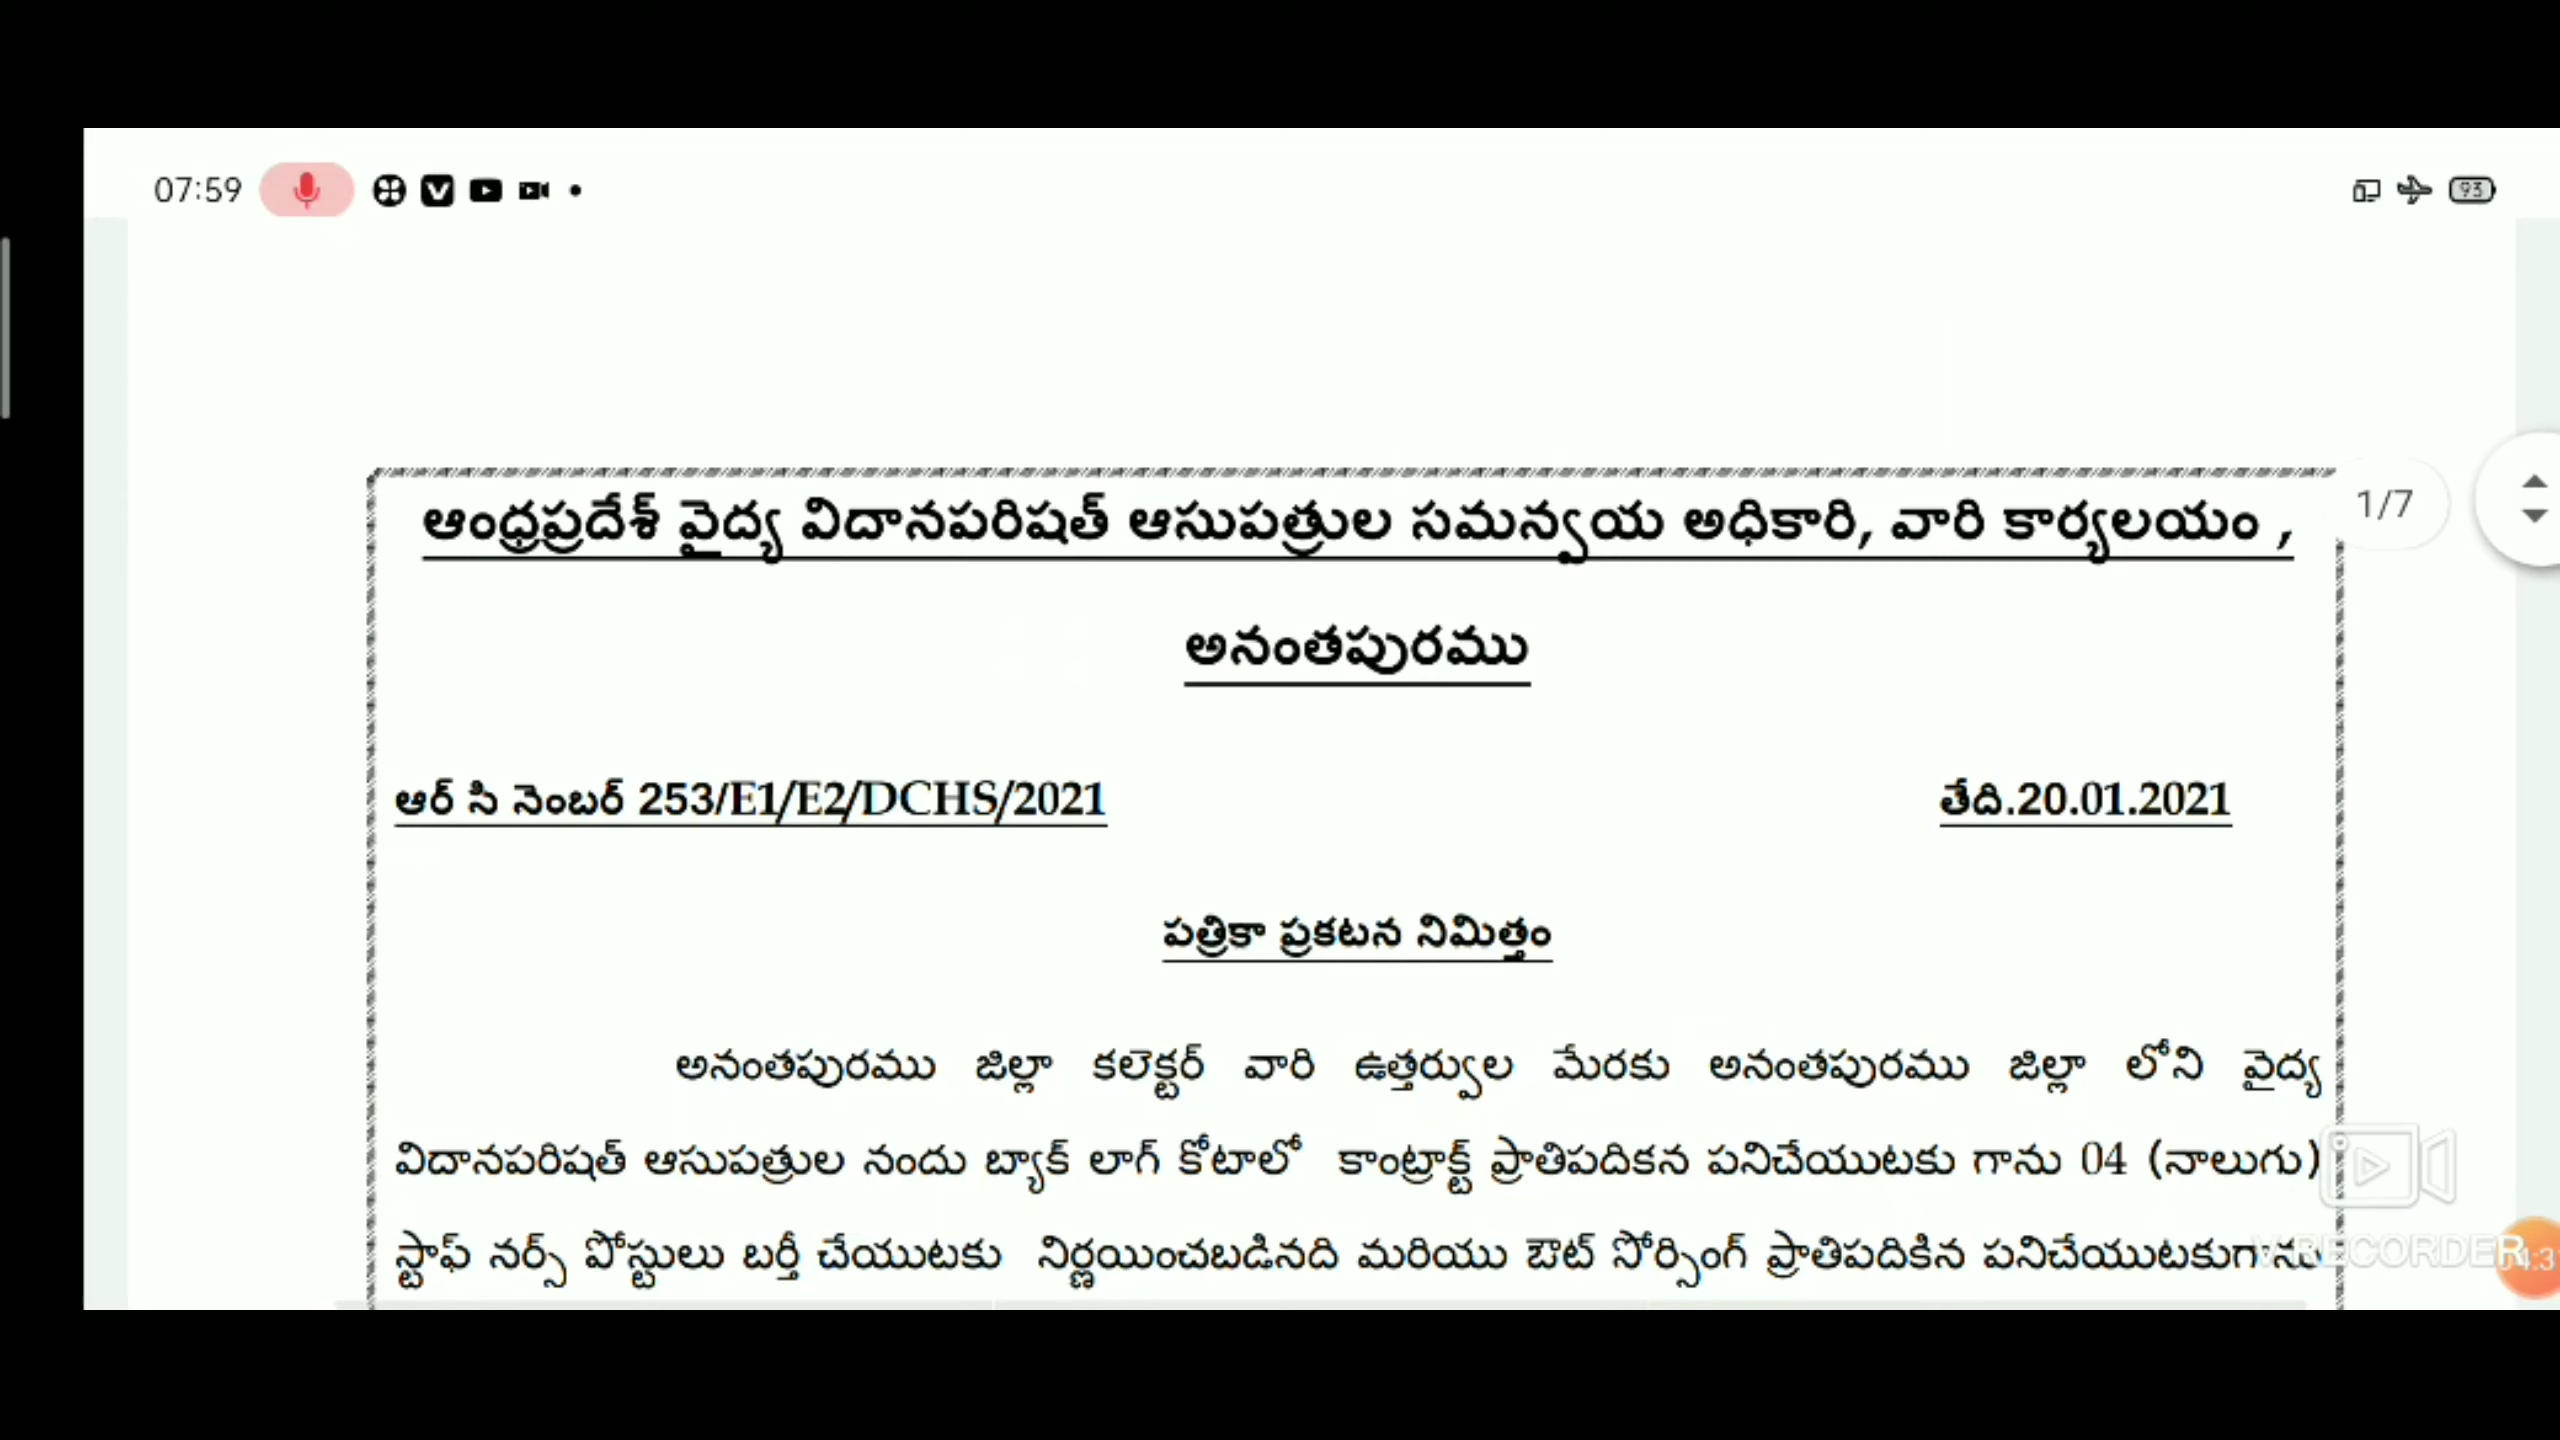 07:59
93
ఆంధ్రప్రదేశ్ వైద్య విదానపరిషత్ ఆసుపత్రుల సమన్వయ అధికారి, వారి కార్యలయం ,
1/7
అనంతపురము
ఆర్ సి నెంబర్ 253/E1/E2/DCHS/2021 తేది.20.01.2021
పత్రికా ప్రకటన నిమిత్తం
అనంతపురము జిల్లా కలెక్టర్ వారి ఉత్తర్వుల మేరకు అనంతపురము జిల్లా లోని వైద్య
విదానపరిషత్ ఆసుపత్రుల నందు బ్యాక్ లాగ్ కోటాలో కాంట్రాక్ట్ ప్రాతిపదికన పనిచేయుటకు గాను 04 (నాలుగు)
స్టాఫ్ నర్స్ పోస్టులు బర్తీ చేయుటకు నిర్ణయించబడినది మరియు ఔట్ సోర్సింగ్ ప్రాతిపదికిన పనిచేయుటకుగాను
V RECORDER